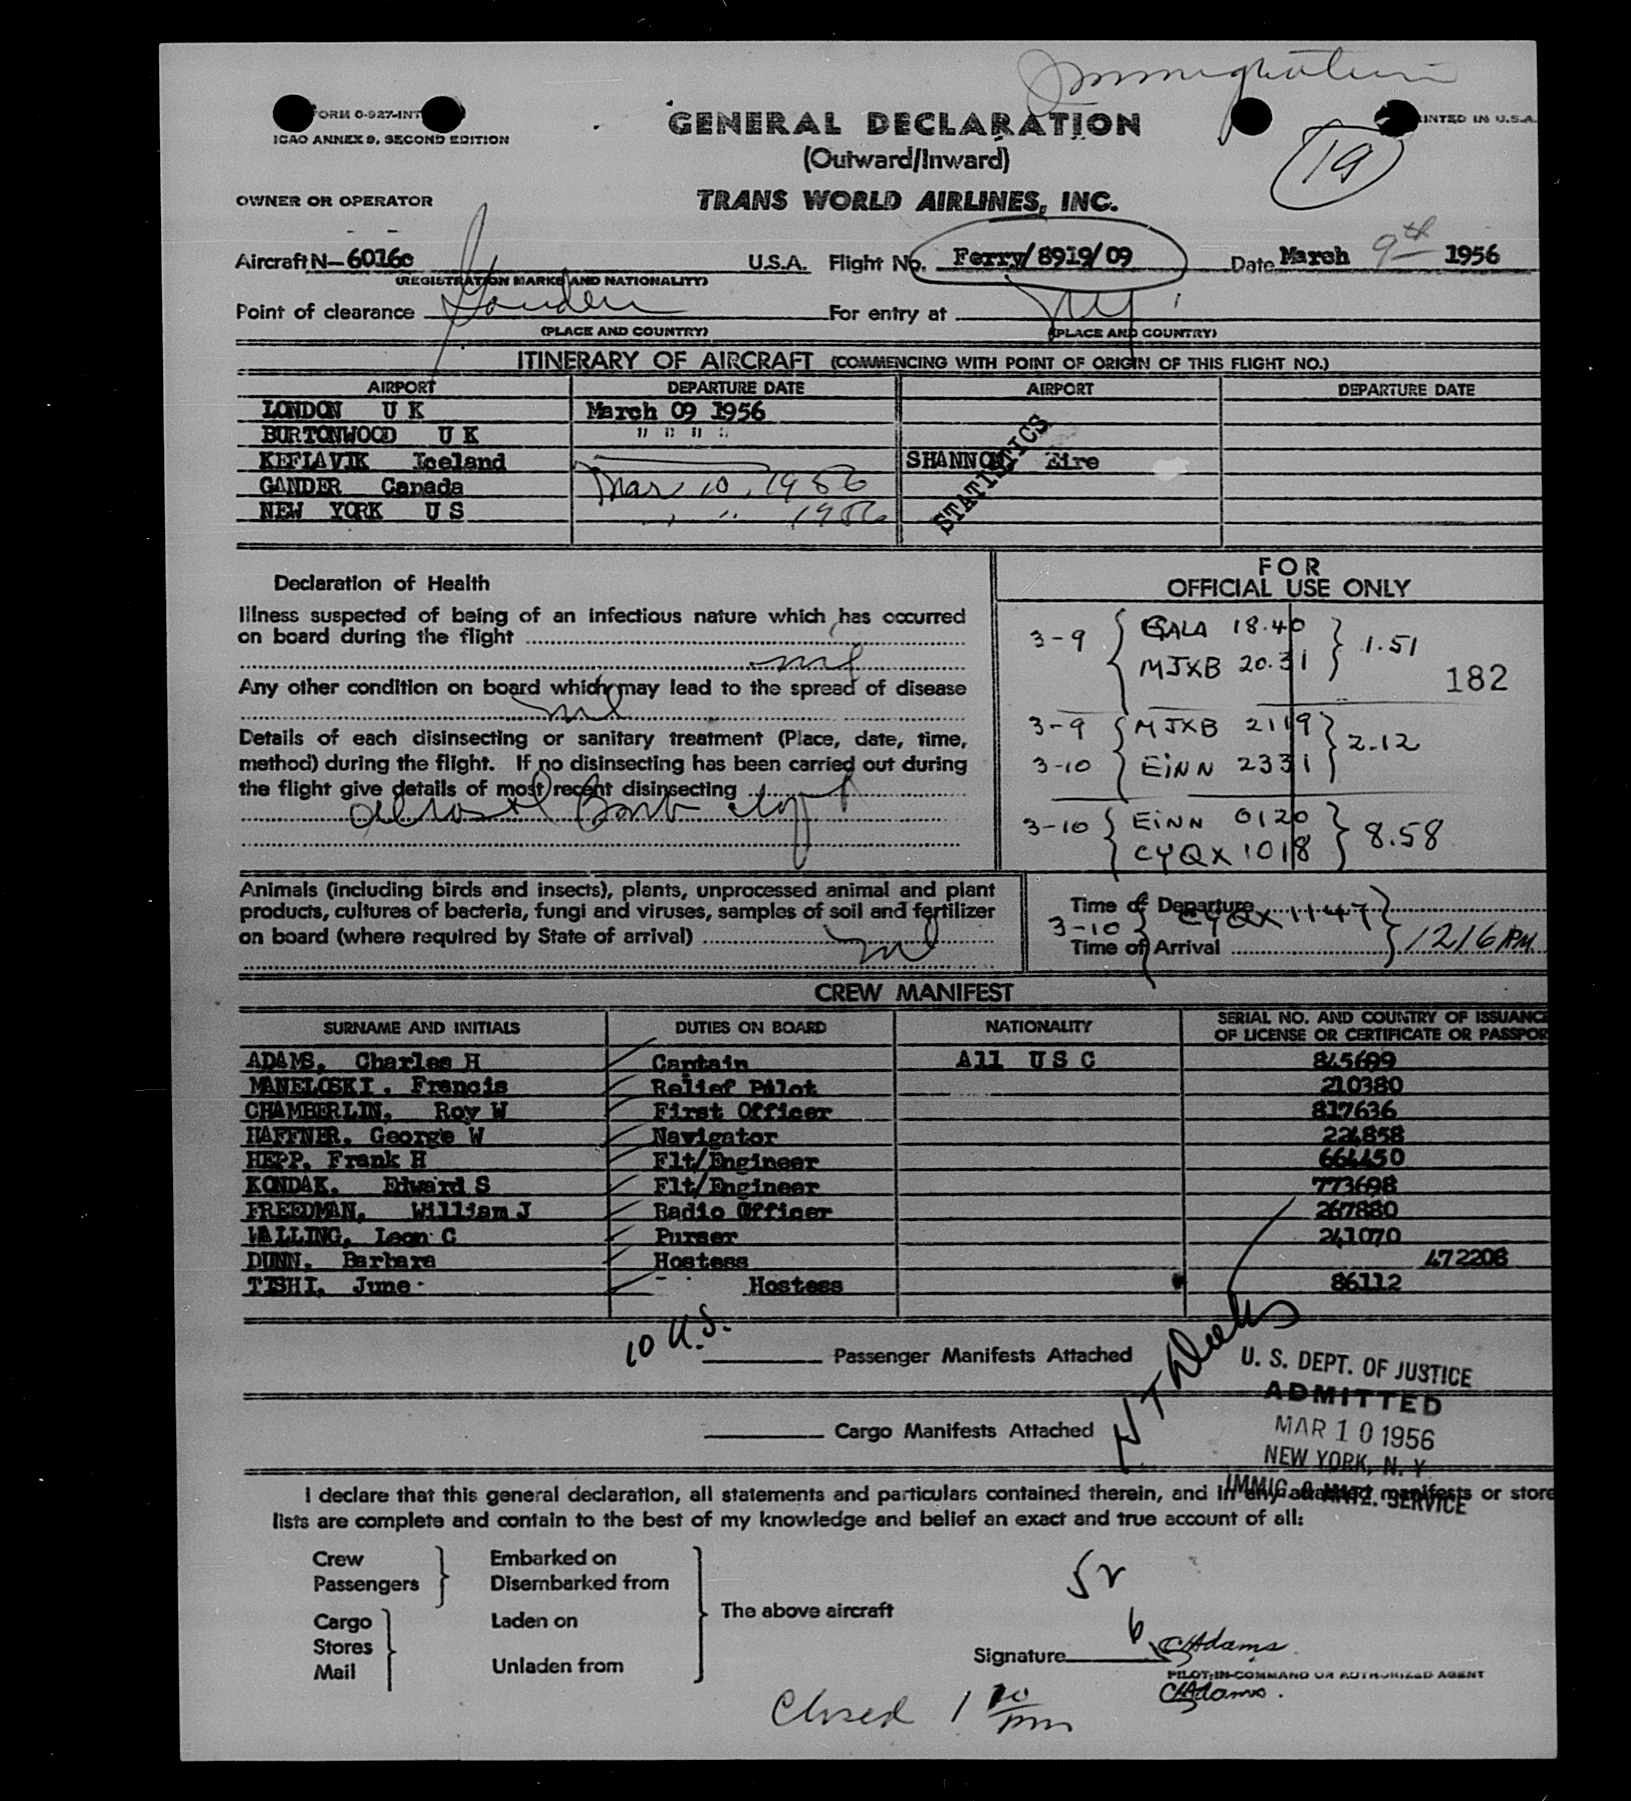 Immigration
FORM 0-927-INT
ICAO ANNEX 9, SECOND EDITION
GENERAL DECLARATION
(Outward/Inward)
PRINTED IN U.S.A.
19
OWNER OR OPERATOR
TRANS WORLD AIRLINES, INC.
Aircraft N- 6016c U.S.A. Flight No. Ferry/8919/09 Date March 9th 1956
(REGISTRATION MARKS AND NATIONALITY)
Point of clearance Gander For entry at NY
(PLACE AND COUNTRY) (PLACE AND COUNTRY)
ITINERARY OF AIRCRAFT (COMMENCING WITH POINT OF ORIGIN OF THIS FLIGHT NO.)
AIRPORT DEPARTURE DATE AIRPORT DEPARTURE DATE
LONDON U K March 09 1956
BURTONWOOD U K " " " "
KEFLAVIK Iceland SHANNON Eire
GANDER Canada Mar 10, 1956
NEW YORK U S " " 1956
STATISTICS
Declaration of Health
Illness suspected of being of an infectious nature which has occurred
on board during the flight
nil
Any other condition on board which may lead to the spread of disease
nil
Details of each disinsecting or sanitary treatment (Place, date, time,
method) during the flight. If no disinsecting has been carried out during
the flight give details of most recent disinsecting
FOR
OFFICIAL USE ONLY
3-9 EGALA 18.40
MJXB 20.31 1.51
182
3-9 MJXB 2119
3-10 EINN 2331 2.12
3-10 EINN 0120
CYQX 1018 8.58
Animals (including birds and insects), plants, unprocessed animal and plant
products, cultures of bacteria, fungi and viruses, samples of soil and fertilizer
on board (where required by State of arrival)
nil
Time of Departure CYQX 1147
3-10
Time of Arrival 1216 PM
CREW MANIFEST
SURNAME AND INITIALS DUTIES ON BOARD NATIONALITY SERIAL NO. AND COUNTRY OF ISSUANCE
OF LICENSE OR CERTIFICATE OR PASSPOR
ADAMS, Charles H Captain All U S C 845699
MANELOSKI, Francis Relief Pilot 210380
CHAMBERLIN, Roy W First Officer 817636
HAFFNER, George W Navigator 224858
HEPP, Frank H Flt/Engineer 664450
KONDAK, Edward S Flt/Engineer 773698
FREEDMAN, William J Radio Officer 267880
WALLING, Leon C Purser 241070
DUNN, Barbara Hostess 472208
TISHI, June Hostess 86112
10 U.S.
Passenger Manifests Attached
Cargo Manifests Attached
U. S. DEPT. OF JUSTICE
ADMITTED
MAR 10 1956
NEW YORK, N. Y.
IMMIG. & NATZ. SERVICE
I declare that this general declaration, all statements and particulars contained therein, and in any attached manifests or store
lists are complete and contain to the best of my knowledge and belief an exact and true account of all:
Crew Embarked on
Passengers Disembarked from
The above aircraft
Cargo Laden on
Stores
Mail Unladen from
Signature CHAdams
PILOT-IN-COMMAND OR AUTHORIZED AGENT
CHAdams.
Closed 1 20 pm